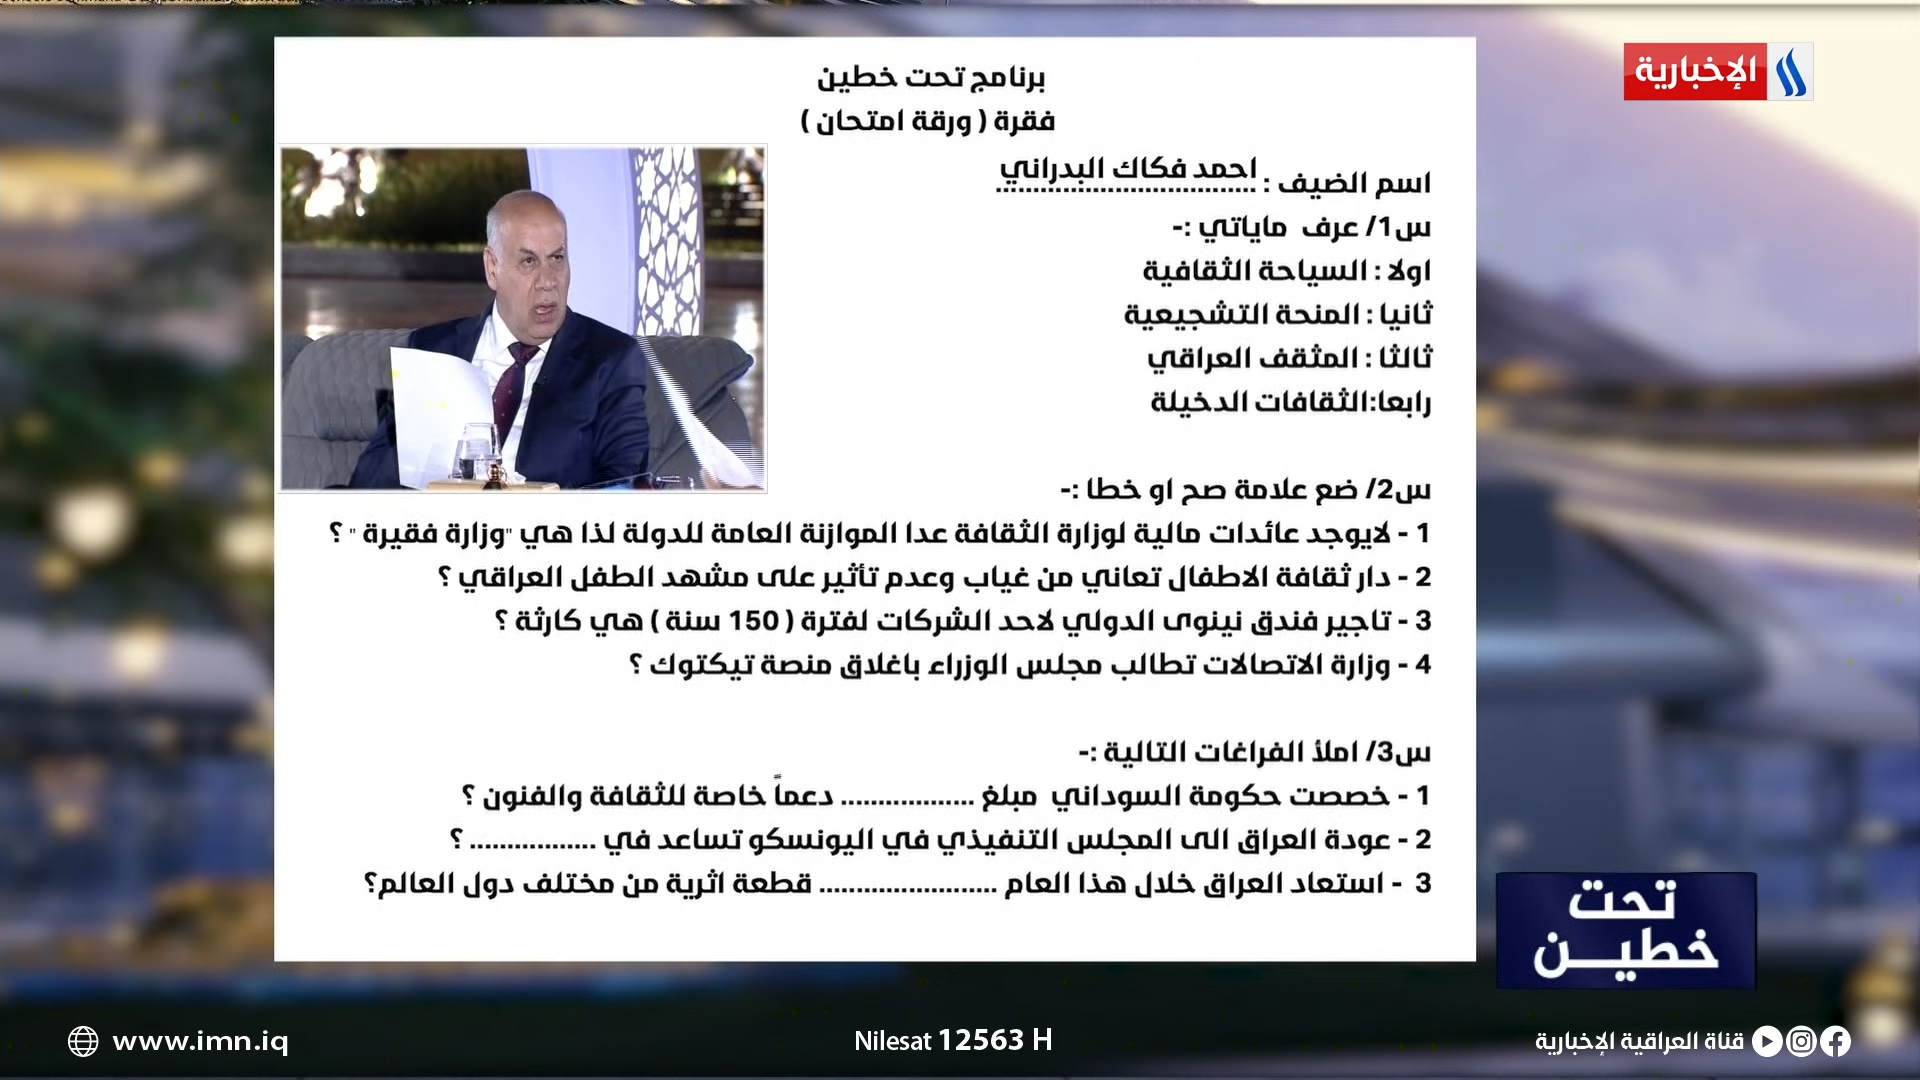 الإخبارية
برنامج تحت خطين
فقرة ( ورقة امتحان )
اسم الضيف : احمد فكاك البدراني
س1/ عرف ماياتي :-
اولا : السياحة الثقافية
ثانيا : المنحة التشجيعية
ثالثا : المثقف العراقي
رابعا:الثقافات الدخيلة
س2/ ضع علامة صح او خطا :-
1 - لايوجد عائدات مالية لوزارة الثقافة عدا الموازنة العامة للدولة لذا هي "وزارة فقيرة " ؟
2 - دار ثقافة الاطفال تعاني من غياب وعدم تأثير على مشهد الطفل العراقي ؟
3 - تاجير فندق نينوى الدولي لاحد الشركات لفترة ( 150 سنة ) هي كارثة ؟
4 - وزارة الاتصالات تطالب مجلس الوزراء باغلاق منصة تيكتوك ؟
س3/ املأ الفراغات التالية :-
1 - خصصت حكومة السوداني مبلغ .................. دعماً خاصة للثقافة والفنون ؟
2 - عودة العراق الى المجلس التنفيذي في اليونسكو تساعد في ................. ؟
3 - استعاد العراق خلال هذا العام ........................ قطعة اثرية من مختلف دول العالم؟
تحت
خطين
www.imn.iq
Nilesat 12563 H
قناة العراقية الإخبارية